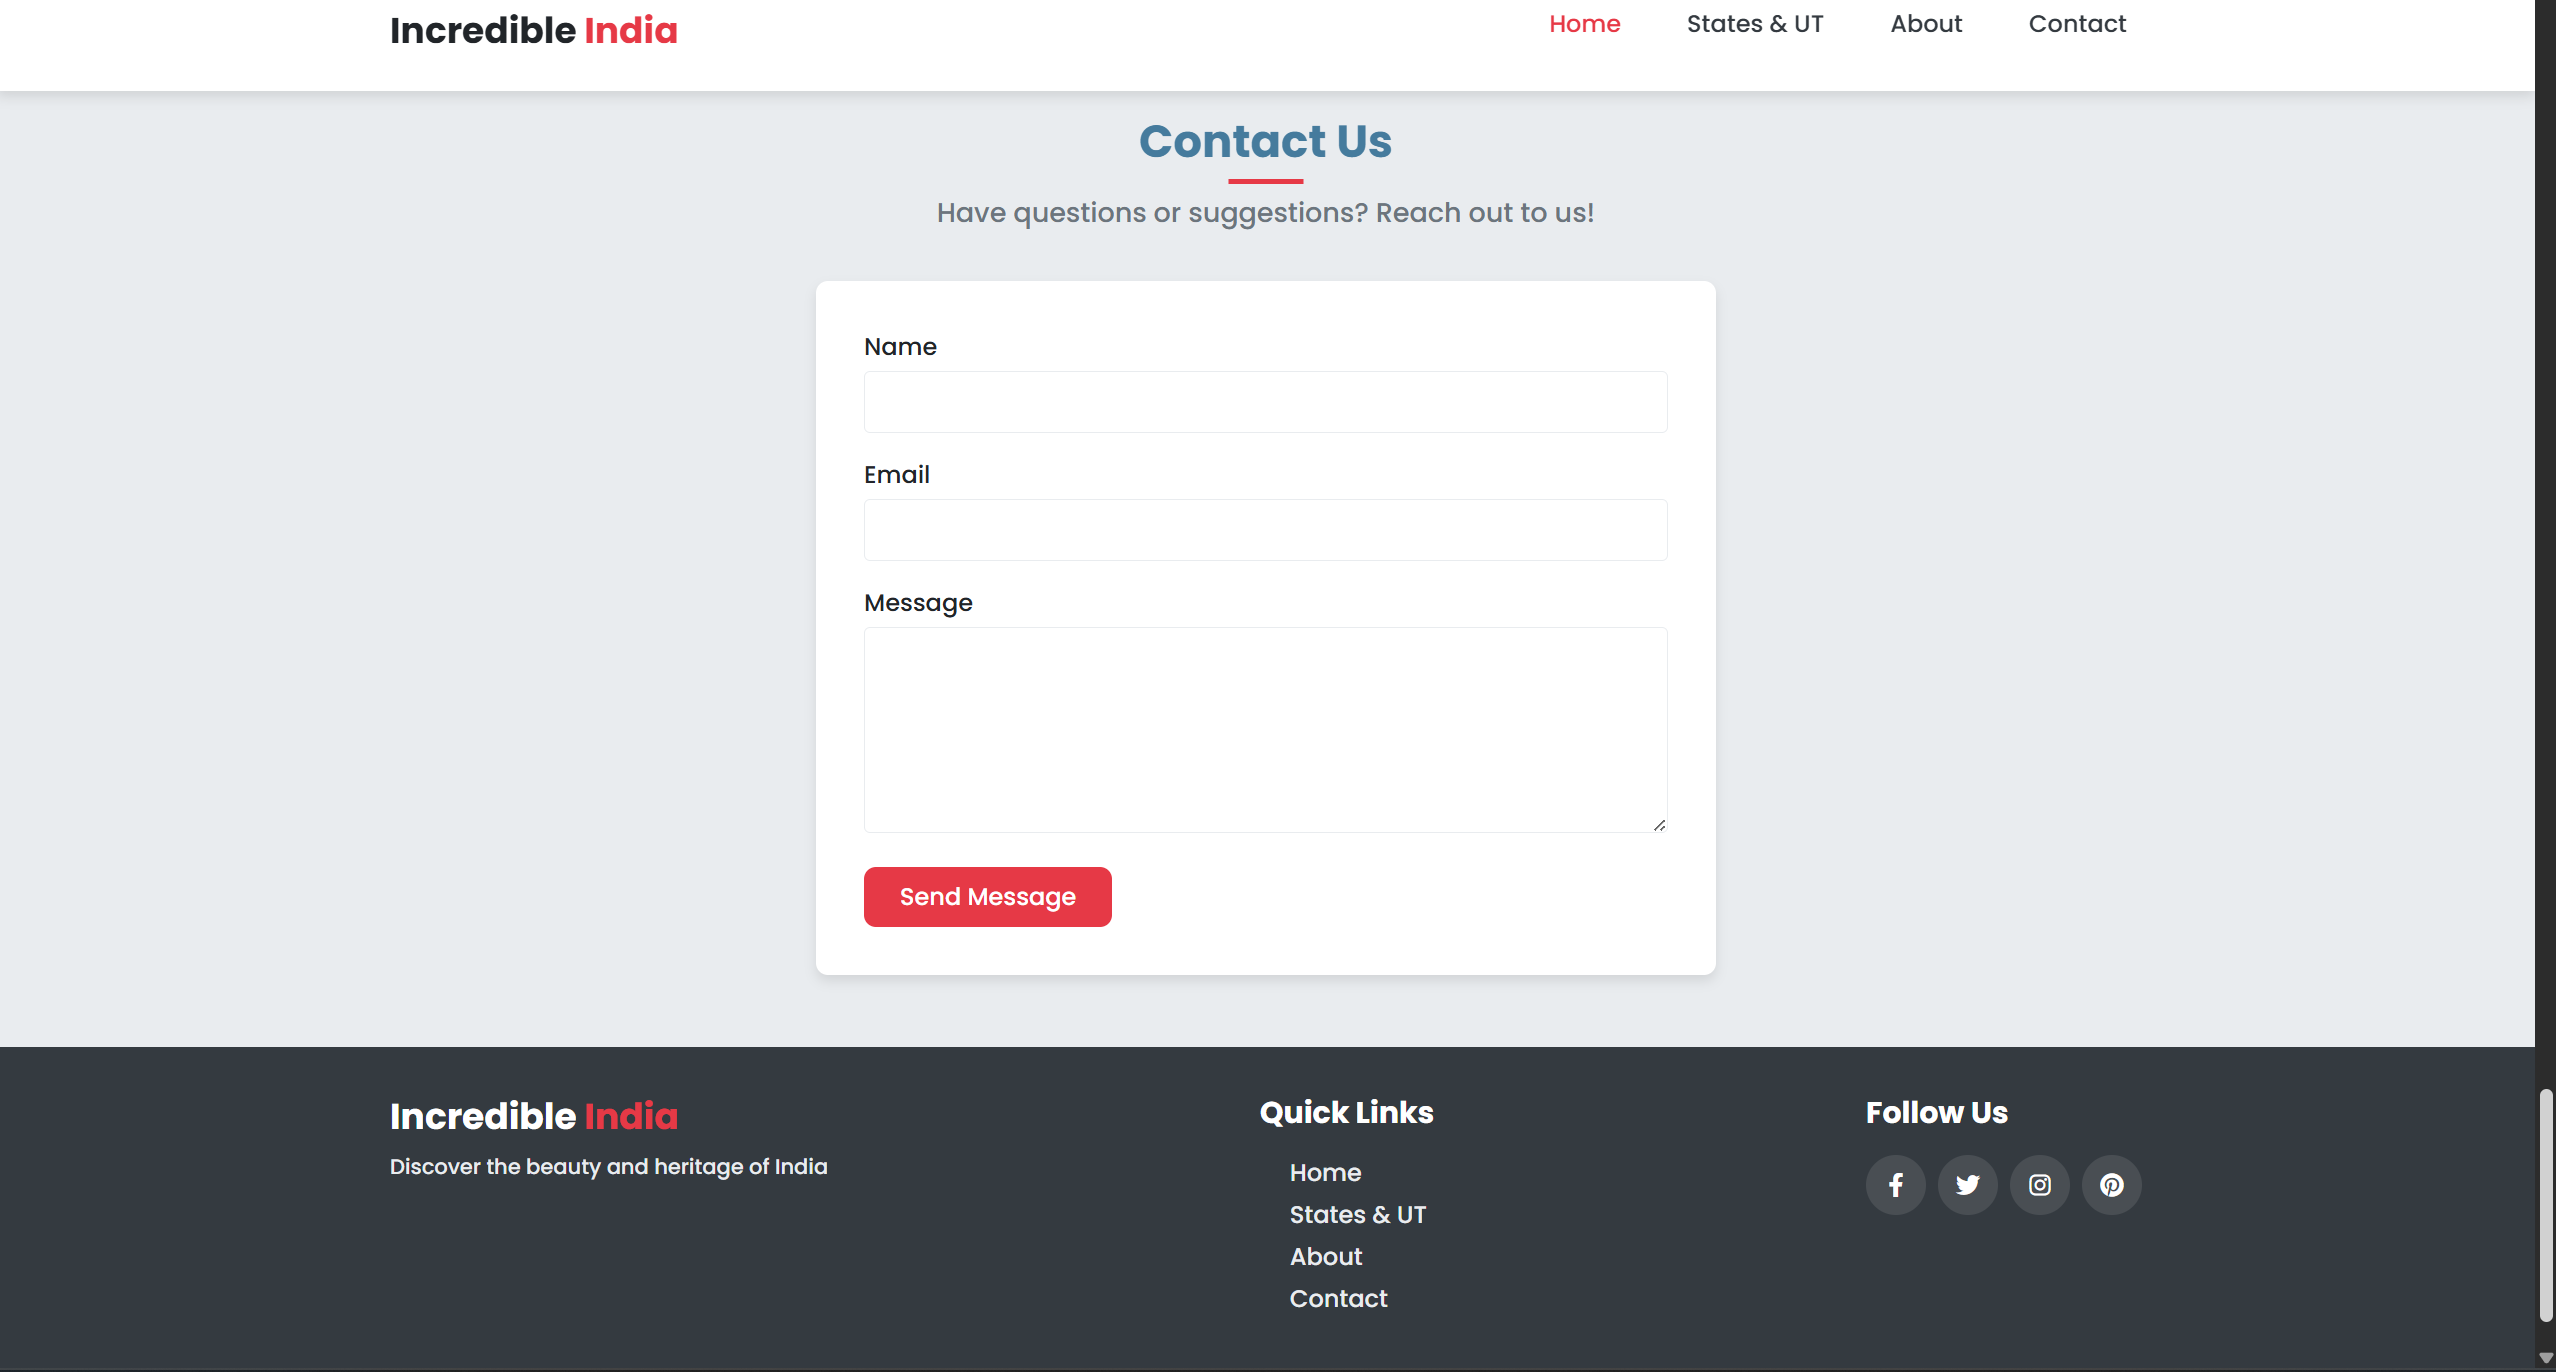 Incredible India
Home States & UT About Contact
Contact Us
Have questions or suggestions? Reach out to us!
Name
Email
Message
Send Message
Incredible India
Discover the beauty and heritage of India
Quick Links
Home
States & UT
About
Contact
Follow Us